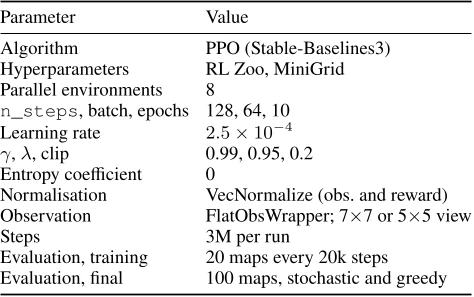 Parameter Value
Algorithm PPO (Stable-Baselines3)
Hyperparameters RL Zoo, MiniGrid
Parallel environments 8
n_steps, batch, epochs 128, 64, 10
Learning rate 2.5 × 10⁻⁴
γ, λ, clip 0.99, 0.95, 0.2
Entropy coefficient 0
Normalisation VecNormalize (obs. and reward)
Observation FlatObsWrapper; 7×7 or 5×5 view
Steps 3M per run
Evaluation, training 20 maps every 20k steps
Evaluation, final 100 maps, stochastic and greedy